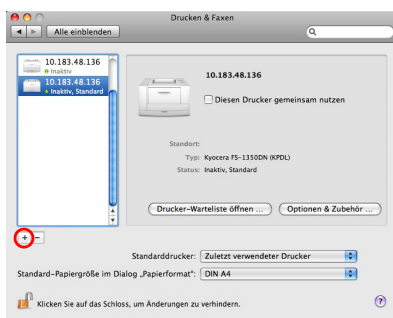 Drucken & Faxen
Alle einblenden
10.183.48.136
Inaktiv
10.183.48.136
Inaktiv, Standard
10.183.48.136
Diesen Drucker gemeinsam nutzen
Standort:
Typ: Kyocera FS-1350DN (KPDL)
Status: Inaktiv, Standard
Drucker-Warteliste öffnen ...
Optionen & Zubehör ...
+ −
Standarddrucker: Zuletzt verwendeter Drucker
Standard-Papiergröße im Dialog „Papierformat“: DIN A4
Klicken Sie auf das Schloss, um Änderungen zu verhindern.
?